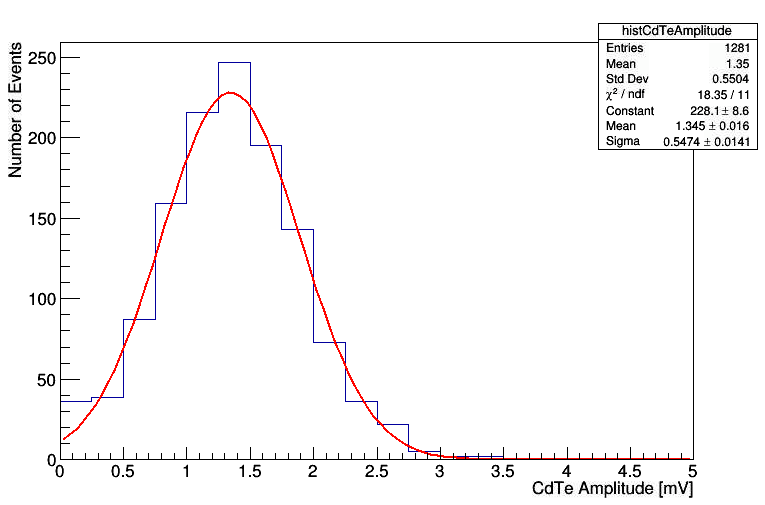 histCdTeAmplitude
Entries 1281
Mean 1.35
Std Dev 0.5504
χ² / ndf 18.35 / 11
Constant 228.1 ± 8.6
Mean 1.345 ± 0.016
Sigma 0.5474 ± 0.0141
Number of Events
250
200
150
100
50
0
0 0.5 1 1.5 2 2.5 3 3.5 4 4.5 5
CdTe Amplitude [mV]